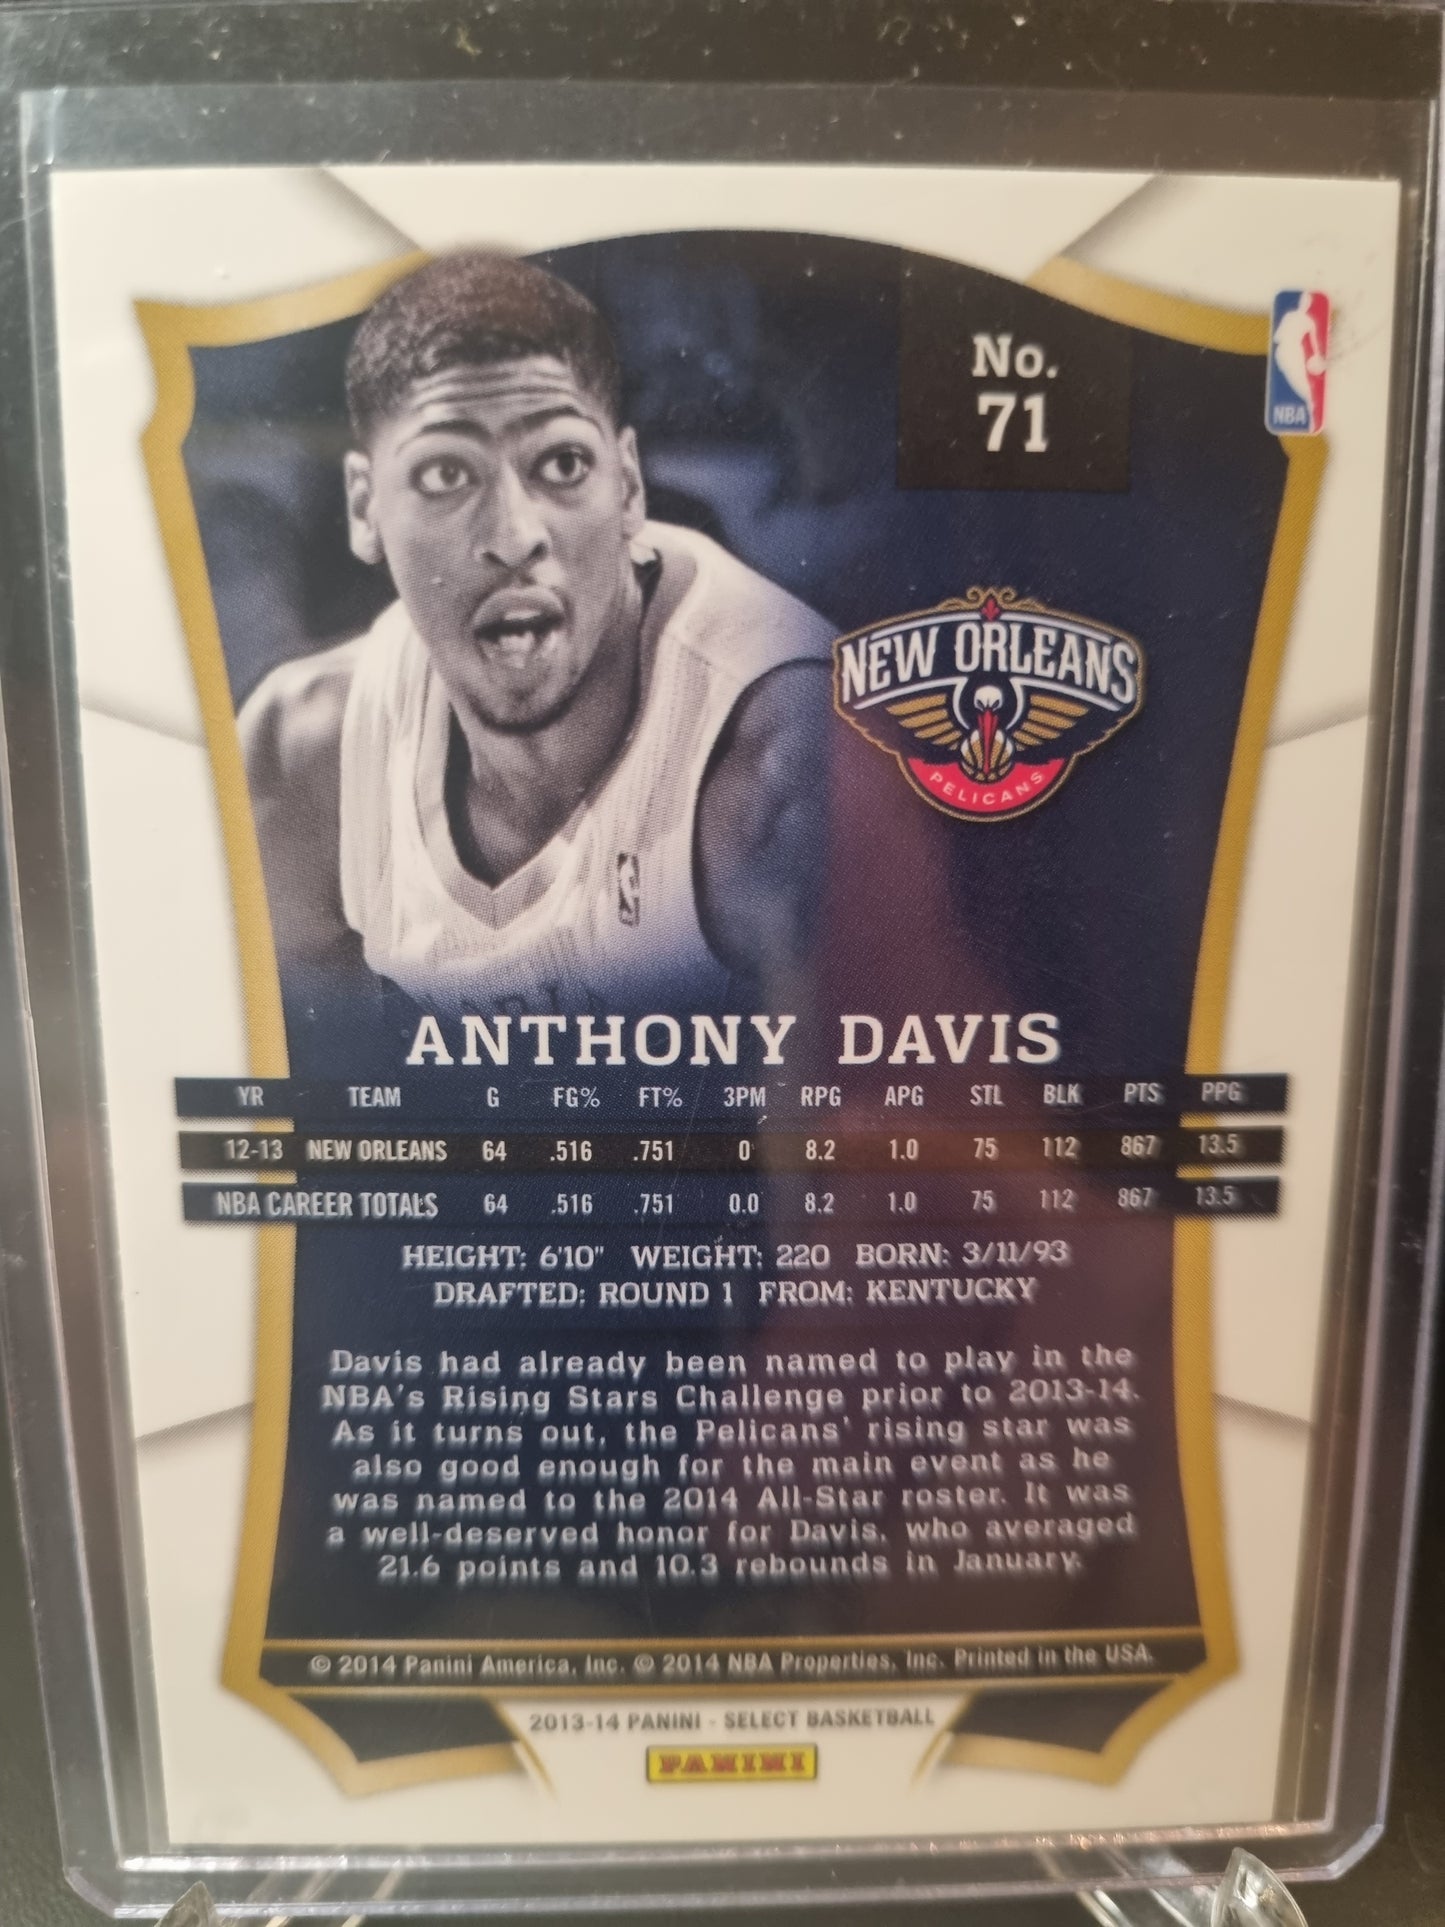 No.
71
NBA
NEW ORLEANS
PELICANS
ANTHONY DAVIS
YR TEAM G FG% FT% 3PM RPG APG STL BLK PTS PPG
12-13 NEW ORLEANS 64 .516 .751 0 8.2 1.0 75 112 867 13.5
NBA CAREER TOTALS 64 .516 .751 0.0 8.2 1.0 75 112 867 13.5
HEIGHT: 6'10" WEIGHT: 220 BORN: 3/11/93
DRAFTED: ROUND 1 FROM: KENTUCKY
Davis had already been named to play in the
NBA's Rising Stars Challenge prior to 2013-14.
As it turns out, the Pelicans' rising star was
also good enough for the main event as he
was named to the 2014 All-Star roster. It was
a well-deserved honor for Davis, who averaged
21.6 points and 10.3 rebounds in January.
© 2014 Panini America, Inc. © 2014 NBA Properties, Inc. Printed in the USA.
2013-14 PANINI - SELECT BASKETBALL
PANINI